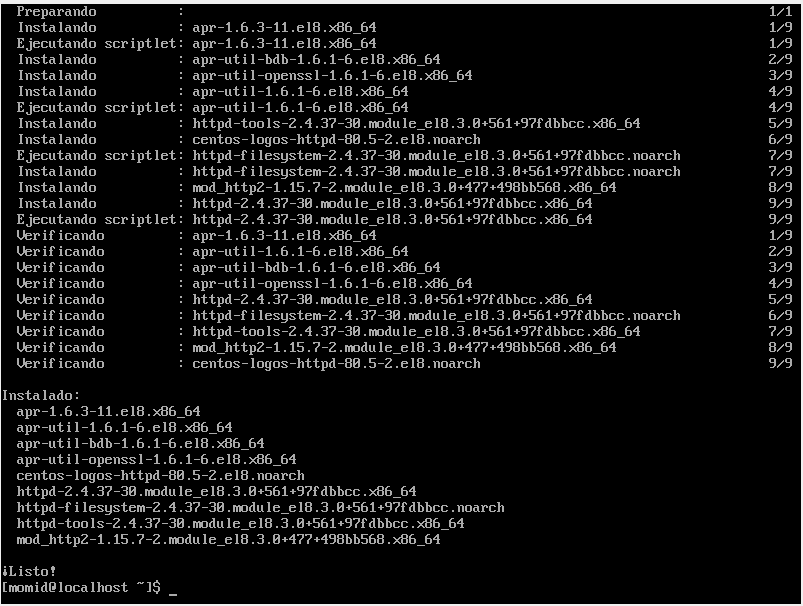 Preparando          :                                                                         1/1
Instalando          : apr-1.6.3-11.el8.x86_64                                                 1/9
Ejecutando scriptlet: apr-1.6.3-11.el8.x86_64                                                 1/9
Instalando          : apr-util-bdb-1.6.1-6.el8.x86_64                                         2/9
Instalando          : apr-util-openssl-1.6.1-6.el8.x86_64                                     3/9
Instalando          : apr-util-1.6.1-6.el8.x86_64                                             4/9
Ejecutando scriptlet: apr-util-1.6.1-6.el8.x86_64                                             4/9
Instalando          : httpd-tools-2.4.37-30.module_el8.3.0+561+97fdbbcc.x86_64                5/9
Instalando          : centos-logos-httpd-80.5-2.el8.noarch                                    6/9
Ejecutando scriptlet: httpd-filesystem-2.4.37-30.module_el8.3.0+561+97fdbbcc.noarch           7/9
Instalando          : httpd-filesystem-2.4.37-30.module_el8.3.0+561+97fdbbcc.noarch           7/9
Instalando          : mod_http2-1.15.7-2.module_el8.3.0+477+498bb568.x86_64                   8/9
Instalando          : httpd-2.4.37-30.module_el8.3.0+561+97fdbbcc.x86_64                      9/9
Ejecutando scriptlet: httpd-2.4.37-30.module_el8.3.0+561+97fdbbcc.x86_64                      9/9
Verificando         : apr-1.6.3-11.el8.x86_64                                                 1/9
Verificando         : apr-util-1.6.1-6.el8.x86_64                                             2/9
Verificando         : apr-util-bdb-1.6.1-6.el8.x86_64                                         3/9
Verificando         : apr-util-openssl-1.6.1-6.el8.x86_64                                     4/9
Verificando         : httpd-2.4.37-30.module_el8.3.0+561+97fdbbcc.x86_64                      5/9
Verificando         : httpd-filesystem-2.4.37-30.module_el8.3.0+561+97fdbbcc.noarch           6/9
Verificando         : httpd-tools-2.4.37-30.module_el8.3.0+561+97fdbbcc.x86_64                7/9
Verificando         : mod_http2-1.15.7-2.module_el8.3.0+477+498bb568.x86_64                   8/9
Verificando         : centos-logos-httpd-80.5-2.el8.noarch                                    9/9
Instalado:
apr-1.6.3-11.el8.x86_64
apr-util-1.6.1-6.el8.x86_64
apr-util-bdb-1.6.1-6.el8.x86_64
apr-util-openssl-1.6.1-6.el8.x86_64
centos-logos-httpd-80.5-2.el8.noarch
httpd-2.4.37-30.module_el8.3.0+561+97fdbbcc.x86_64
httpd-filesystem-2.4.37-30.module_el8.3.0+561+97fdbbcc.noarch
httpd-tools-2.4.37-30.module_el8.3.0+561+97fdbbcc.x86_64
mod_http2-1.15.7-2.module_el8.3.0+477+498bb568.x86_64
¡Listo!
[momid@localhost ~]$ _